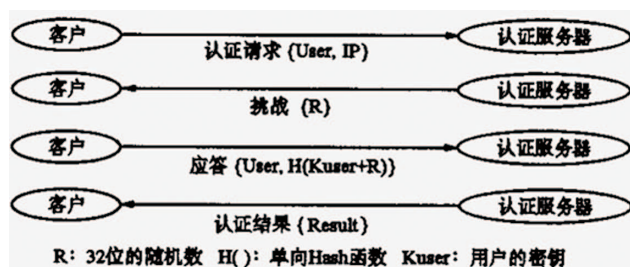 客户 认证服务器
认证请求 {User, IP}
客户 认证服务器
挑战 {R}
客户 认证服务器
应答 {User, H(Kuser+R)}
客户 认证服务器
认证结果 {Result}
R: 32位的随机数 H(): 单向Hash函数 Kuser: 用户的密钥